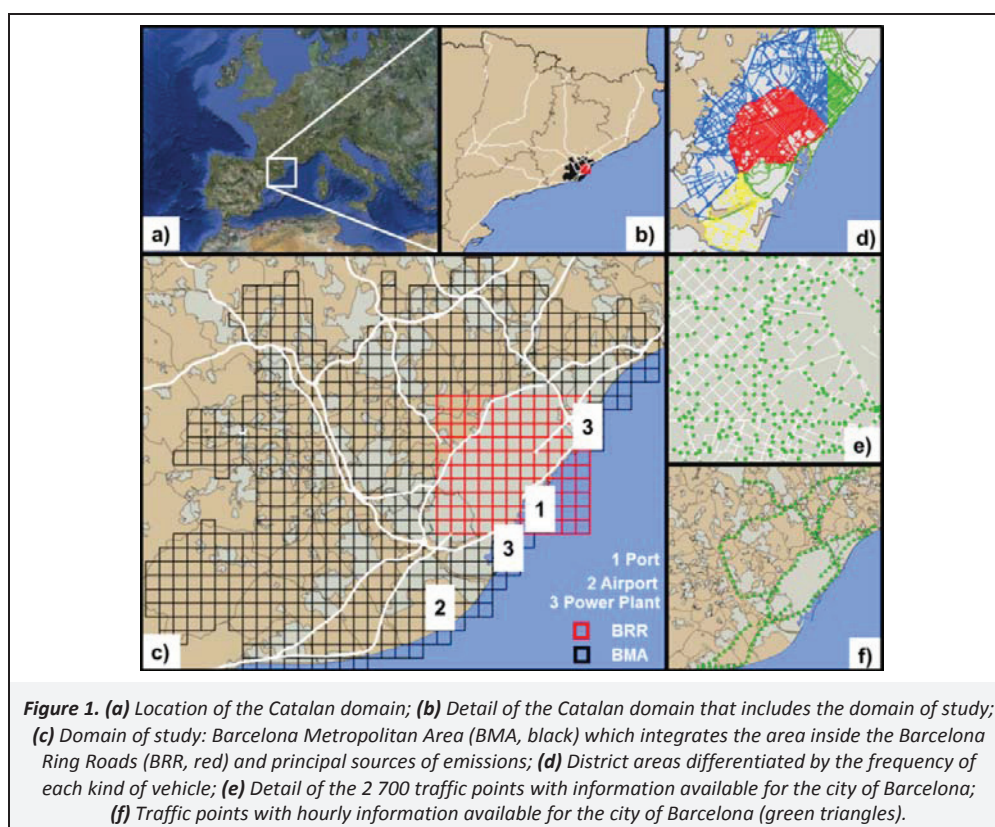 a)
b)
d)
3
e)
1
3
1 Port
2 Airport
2
3 Power Plant
BRR
c)
BMA
f)
Figure 1. (a) Location of the Catalan domain; (b) Detail of the Catalan domain that includes the domain of study;
(c) Domain of study: Barcelona Metropolitan Area (BMA, black) which integrates the area inside the Barcelona
Ring Roads (BRR, red) and principal sources of emissions; (d) District areas differentiated by the frequency of
each kind of vehicle; (e) Detail of the 2 700 traffic points with information available for the city of Barcelona;
(f) Traffic points with hourly information available for the city of Barcelona (green triangles).